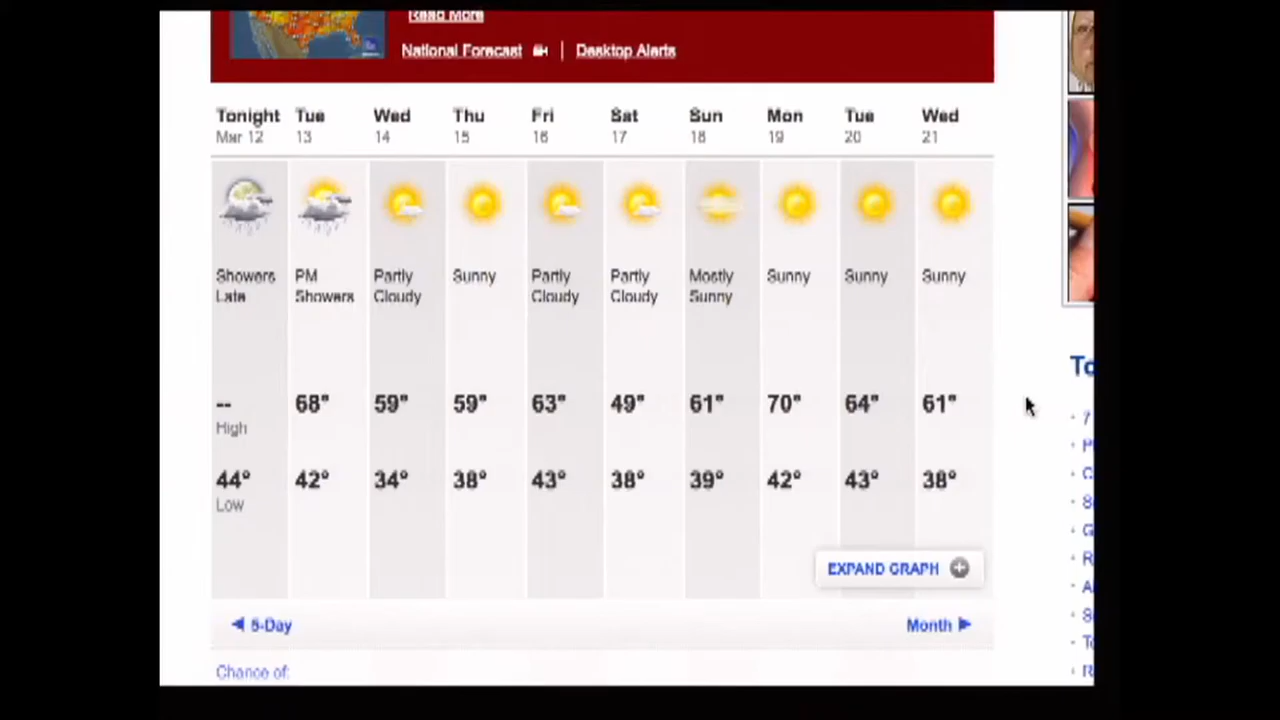 Read More
National Forecast | Desktop Alerts
Tonight Tue Wed Thu Fri Sat Sun Mon Tue Wed
Mar 12 13 14 15 16 17 18 19 20 21
Showers Late PM Showers Partly Cloudy Sunny Partly Cloudy Partly Cloudy Mostly Sunny Sunny Sunny Sunny
-- 68° 59° 59° 63° 49° 61° 70° 64° 61°
High
44° 42° 34° 38° 43° 38° 39° 42° 43° 38°
Low
EXPAND GRAPH
5-Day Month
Chance of: